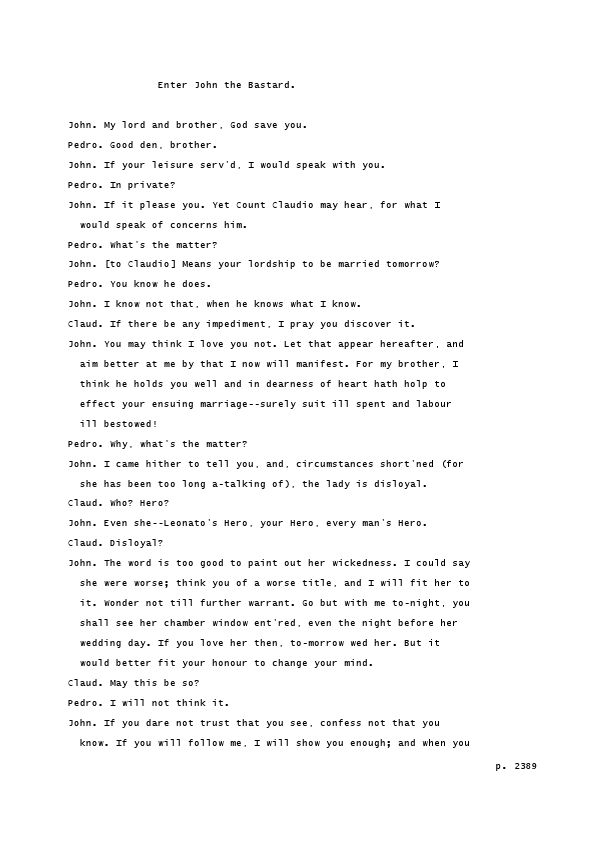 Enter John the Bastard.
John. My lord and brother, God save you.
Pedro. Good den, brother.
John. If your leisure serv'd, I would speak with you.
Pedro. In private?
John. If it please you. Yet Count Claudio may hear, for what I
would speak of concerns him.
Pedro. What's the matter?
John. [to Claudio] Means your lordship to be married tomorrow?
Pedro. You know he does.
John. I know not that, when he knows what I know.
Claud. If there be any impediment, I pray you discover it.
John. You may think I love you not. Let that appear hereafter, and
aim better at me by that I now will manifest. For my brother, I
think he holds you well and in dearness of heart hath holp to
effect your ensuing marriage--surely suit ill spent and labour
ill bestowed!
Pedro. Why, what's the matter?
John. I came hither to tell you, and, circumstances short'ned (for
she has been too long a-talking of), the lady is disloyal.
Claud. Who? Hero?
John. Even she--Leonato's Hero, your Hero, every man's Hero.
Claud. Disloyal?
John. The word is too good to paint out her wickedness. I could say
she were worse; think you of a worse title, and I will fit her to
it. Wonder not till further warrant. Go but with me to-night, you
shall see her chamber window ent'red, even the night before her
wedding day. If you love her then, to-morrow wed her. But it
would better fit your honour to change your mind.
Claud. May this be so?
Pedro. I will not think it.
John. If you dare not trust that you see, confess not that you
know. If you will follow me, I will show you enough; and when you
p. 2389